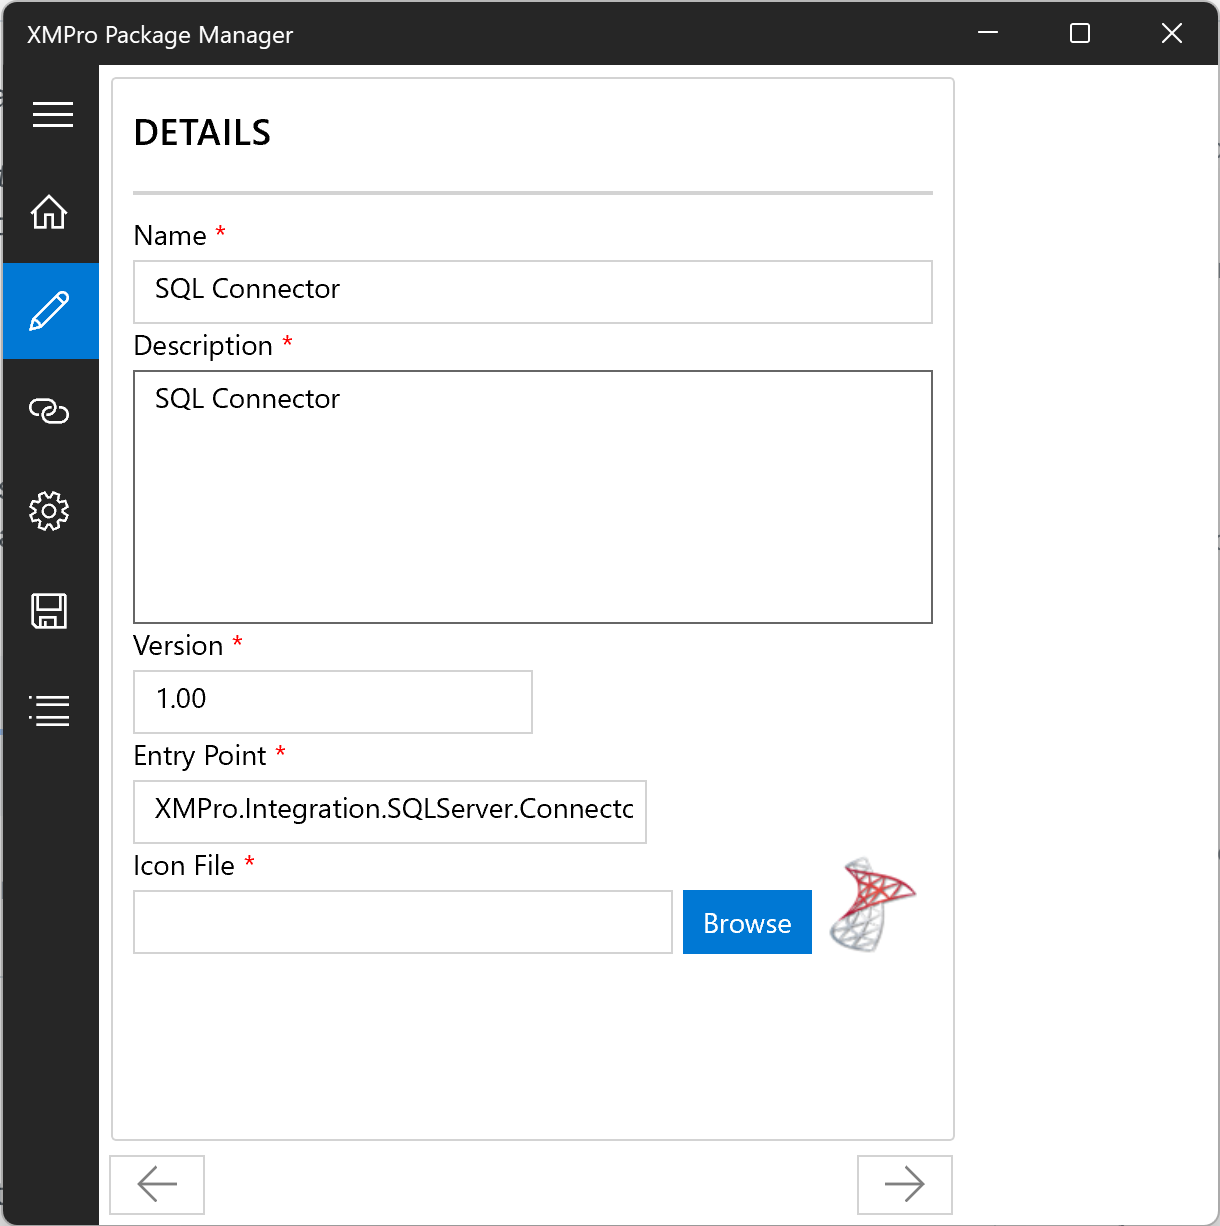 XMPro Package Manager
DETAILS
Name *
SQL Connector
Description *
SQL Connector
Version *
1.00
Entry Point *
XMPro.Integration.SQLServer.Connectc
Icon File *
Browse